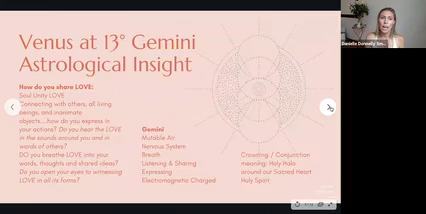 Venus at 13° Gemini
Astrological Insight
How do you share LOVE:
Soul Unity LOVE
Connecting with others, all living
beings, and inanimate
objects....how do you express in
your actions? Do you hear the LOVE
in the sounds around you and in
words of others?
DO you breathe LOVE into your
words, thoughts and shared ideas?
Do you open your eyes to witnessing
LOVE in all its forms?
Gemini
Mutable Air
Nervous System
Breath
Listening & Sharing
Expressing
Electromagnetic Charged
Crowding / Conjunction
meaning: Holy Halo
around our Sacred Heart
Holy Spirit
Danielle Donnelly